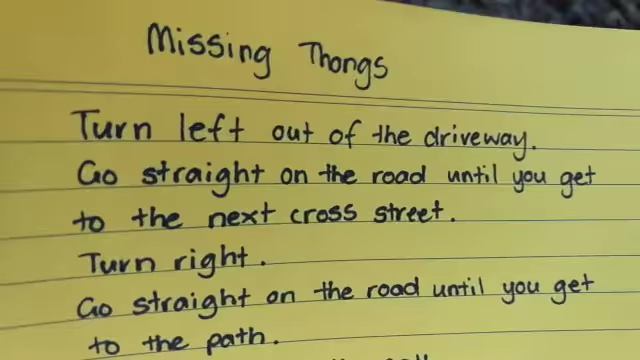 Missing Thongs
Turn left out of the driveway.
Go straight on the road until you get
to the next cross street.
Turn right.
Go straight on the road until you get
to the path.